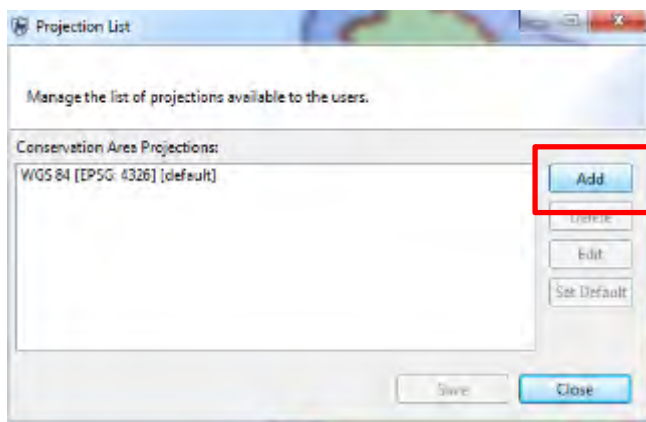 Projection List
Manage the list of projections available to the users.
Conservation Area Projections:
WGS 84 [EPSG: 4326] [default]
Add
Delete
Edit
Set Default
Save
Close